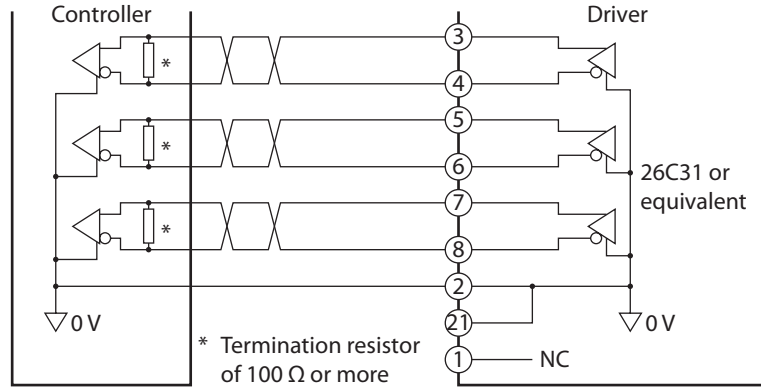 Controller
Driver
3
*
4
5
*
6
26C31 or
equivalent
7
*
8
2
0 V
21
0 V
* Termination resistor
of 100 Ω or more
1
NC